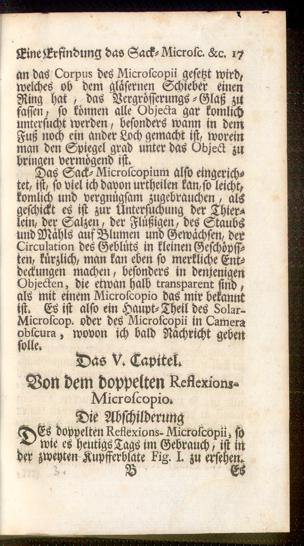 Eine Erfindung das Sack-Microsc. &c. 17
an das Corpus des Microscopii gesetzt wird,
welches ob dem gläsernen Schieber einen
Ring hat, das Vergrösserungs-Glaß zu
fassen, so können alle Objecta gar komlich
untersucht werden, besonders wann in dem
Fuß noch ein ander Loch gemacht ist, worein
man den Spiegel grad unter das Object zu
bringen vermögend ist.
Das Sack-Microscopium also eingerich-
tet, ist, so viel ich davon urtheilen kan, so leicht,
komlich und vergnügsam zugebrauchen, als
geschickt es ist zur Untersuchung der Thier-
lein, der Saltzen, der Flüßigen, des Staubs
und Mähls auf Blumen und Gewächsen, der
Circulation des Geblüts in kleinen Geschöpff-
ten, kürzlich, man kan eben so merkliche Ent-
deckungen machen, besonders in denjenigen
Objecten, die etwan halb transparent sind,
als mit einem Microscopio das mir bekannt
ist. Es ist also ein Haupt-Theil des Solar-
Microscop. oder des Microscopii in Camera
obscura, wovon ich bald Nachricht geben
solle.
Das V. Capitel.
Von dem doppelten Reflexions-
Microscopio.
Die Abschilderung
DEs doppelten Reflexions-Microscopii, so
wie es heutigs Tags im Gebrauch, ist in
der zweyten Kupfferblate Fig. I. zu ersehen.
B Es